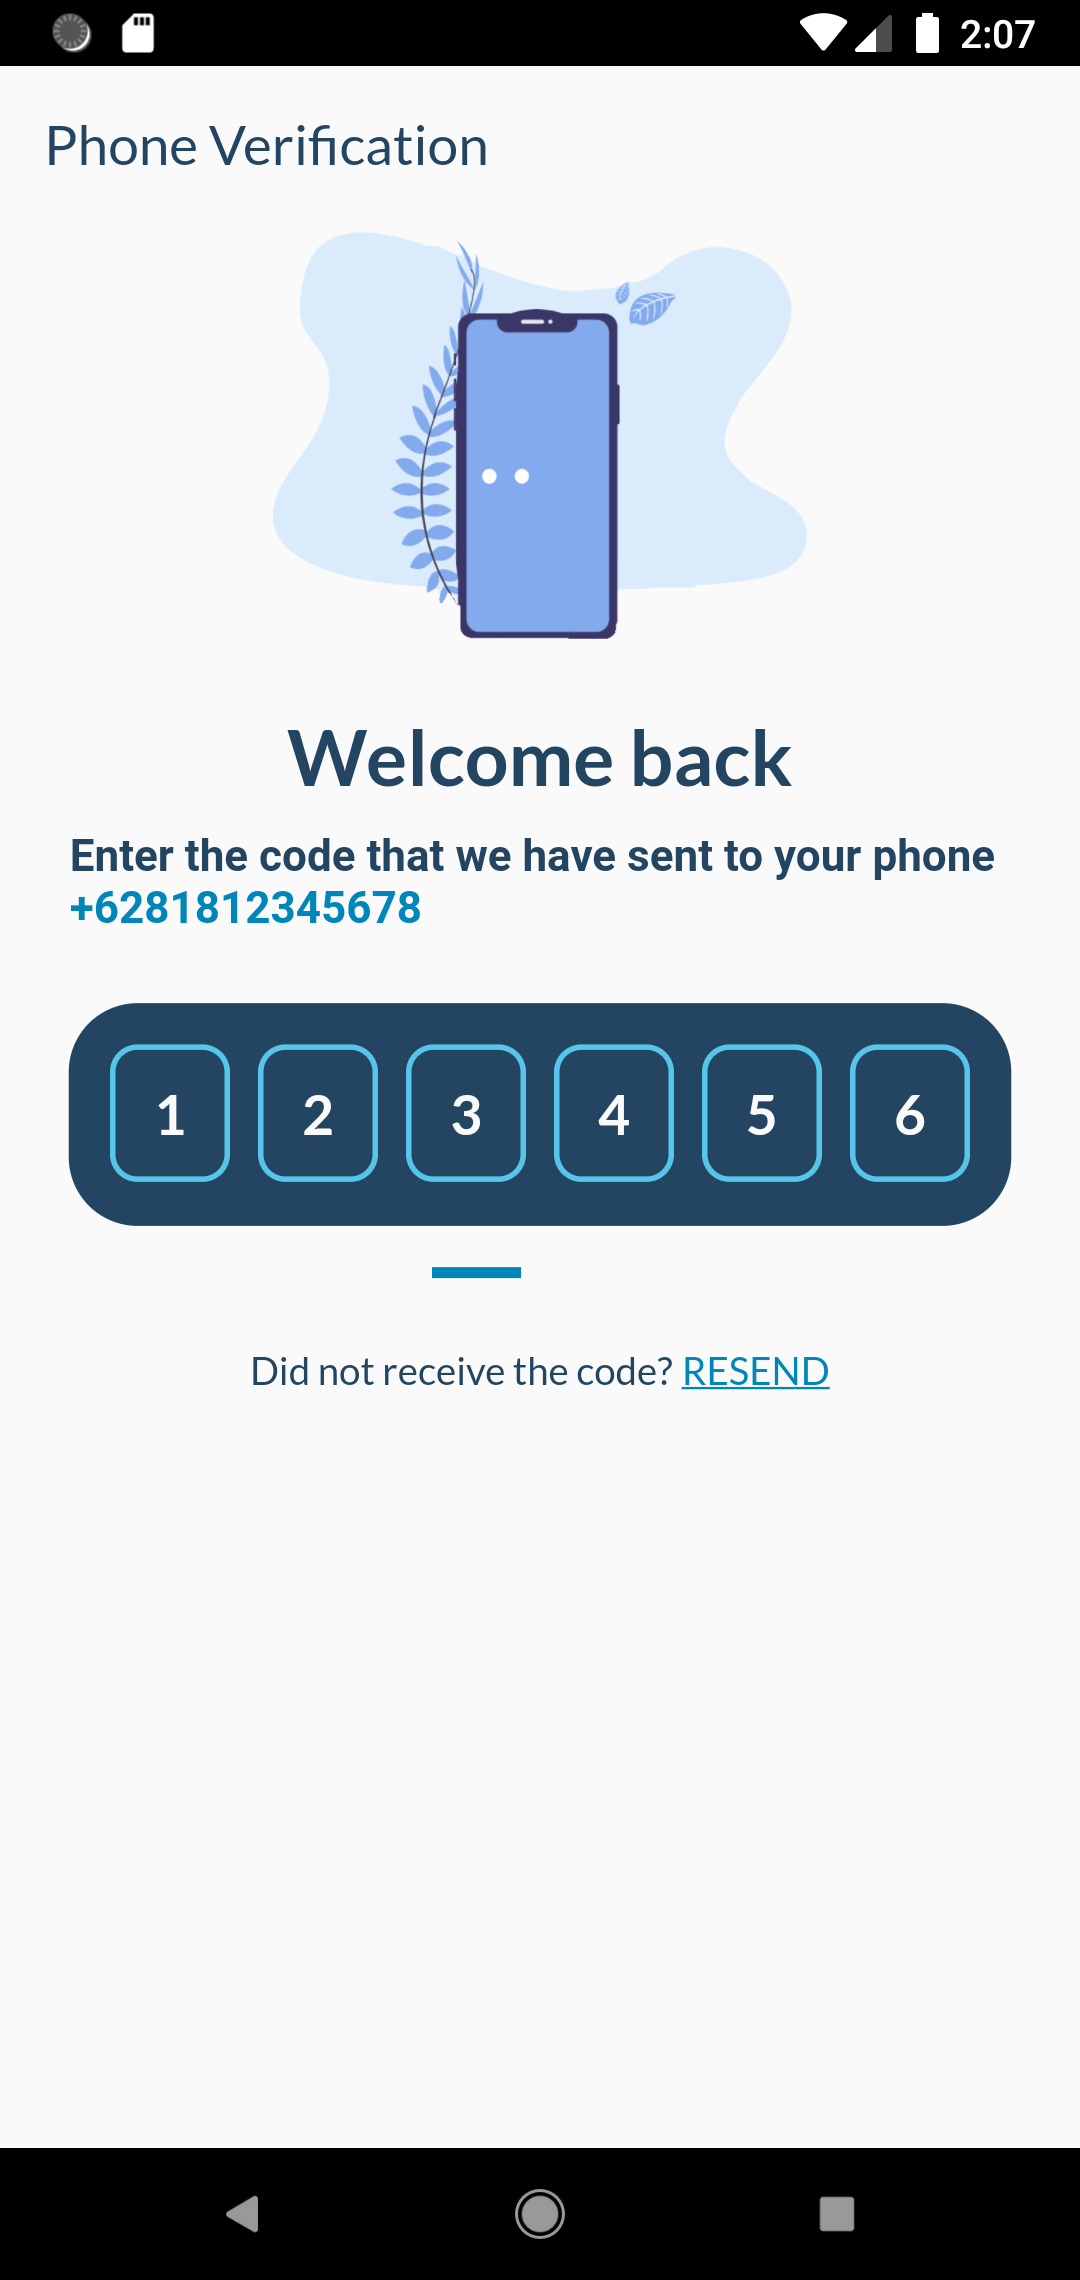 2:07
Phone Verification
Welcome back
Enter the code that we have sent to your phone
+6281812345678
1 2 3 4 5 6
Did not receive the code? RESEND